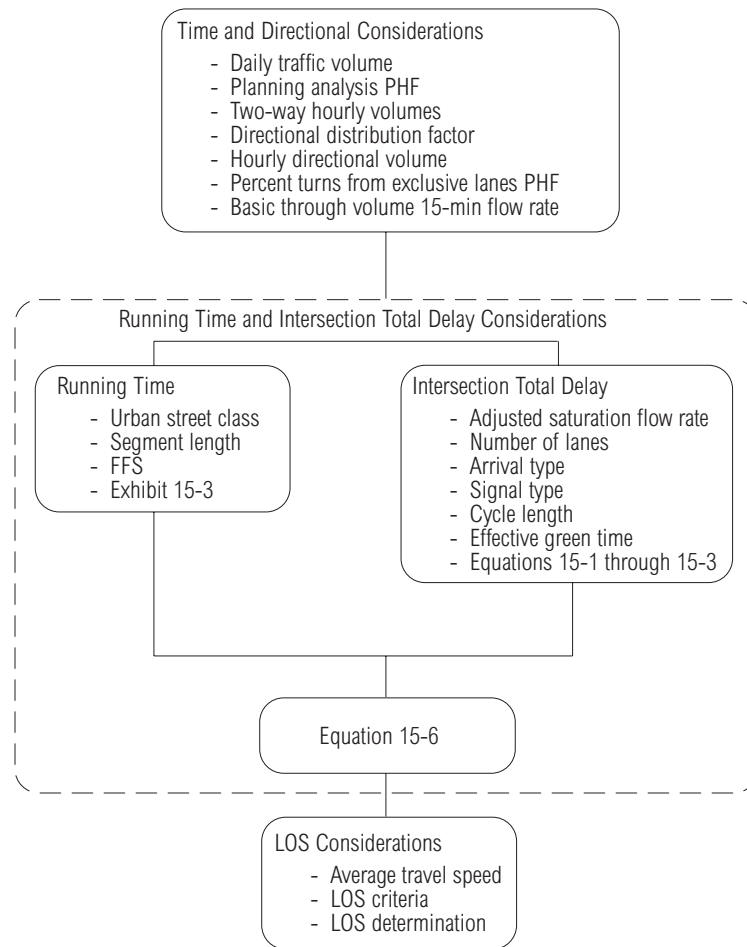 Time and Directional Considerations
- Daily traffic volume
- Planning analysis PHF
- Two-way hourly volumes
- Directional distribution factor
- Hourly directional volume
- Percent turns from exclusive lanes PHF
- Basic through volume 15-min flow rate
Running Time and Intersection Total Delay Considerations
Running Time
- Urban street class
- Segment length
- FFS
- Exhibit 15-3
Intersection Total Delay
- Adjusted saturation flow rate
- Number of lanes
- Arrival type
- Signal type
- Cycle length
- Effective green time
- Equations 15-1 through 15-3
Equation 15-6
LOS Considerations
- Average travel speed
- LOS criteria
- LOS determination